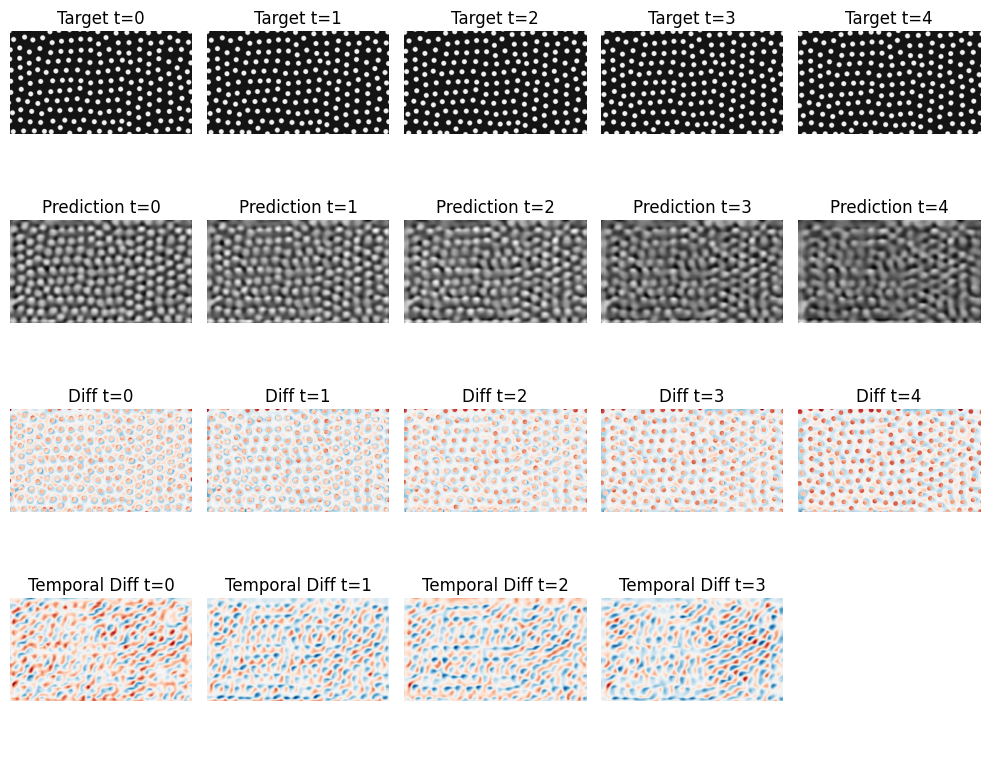 Target t=0 Target t=1 Target t=2 Target t=3 Target t=4
Prediction t=0 Prediction t=1 Prediction t=2 Prediction t=3 Prediction t=4
Diff t=0 Diff t=1 Diff t=2 Diff t=3 Diff t=4
Temporal Diff t=0 Temporal Diff t=1 Temporal Diff t=2 Temporal Diff t=3